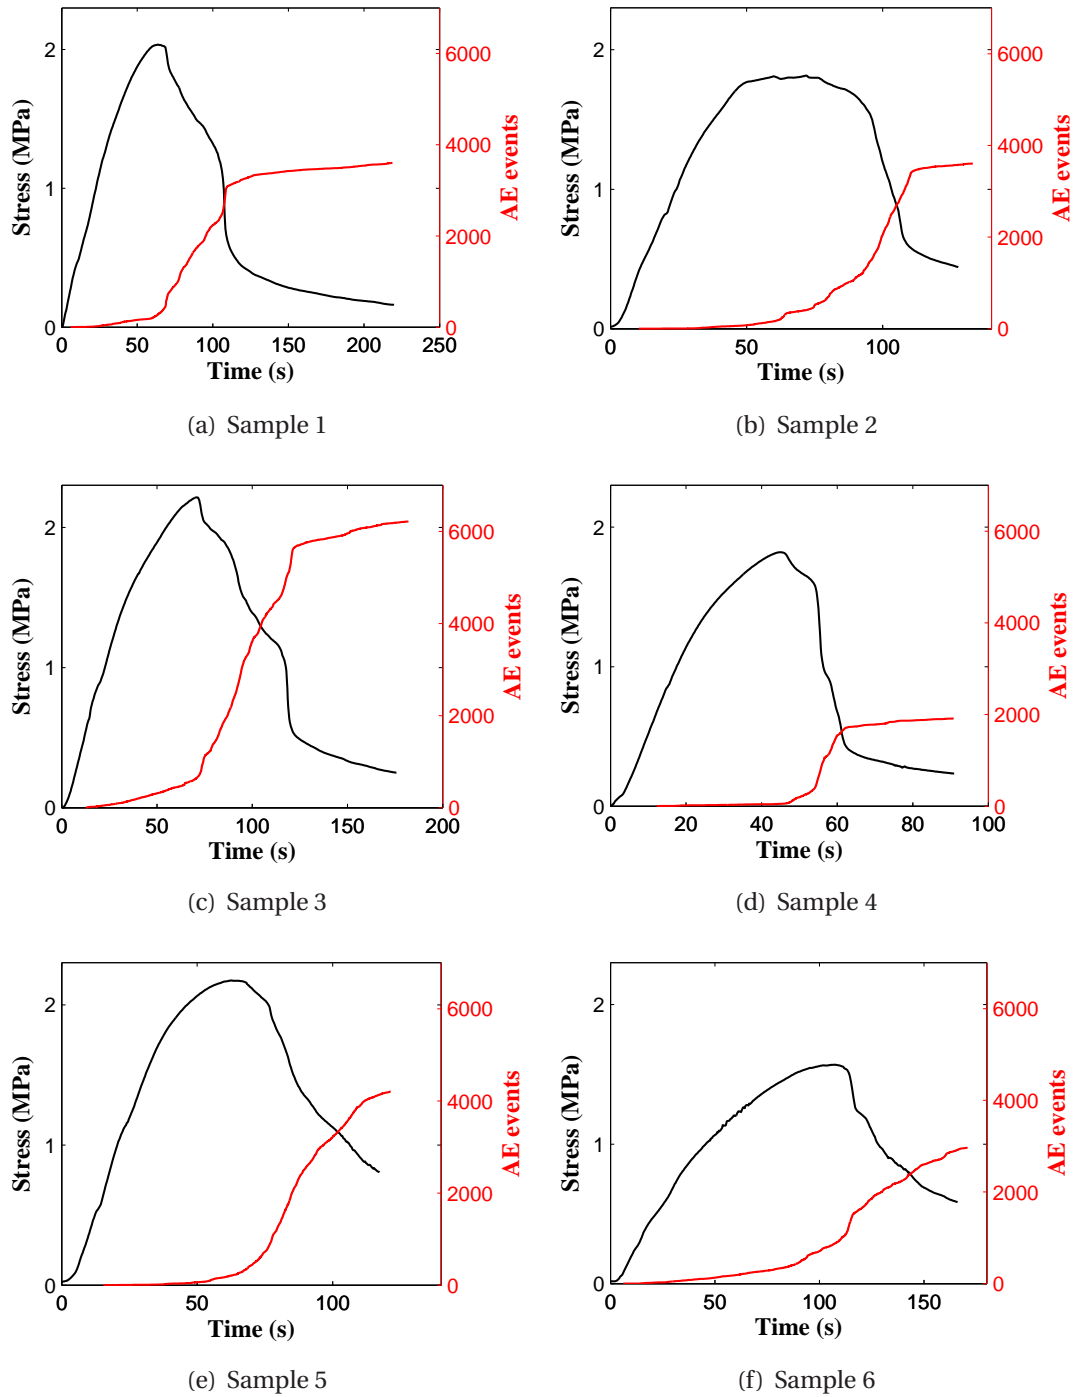 Stress (MPa)
2
1
0
6000
4000
2000
0
AE events
0 50 100 150 200 250
Time (s)
(a) Sample 1
Stress (MPa)
2
1
0
6000
4000
2000
0
AE events
0 50 100
Time (s)
(b) Sample 2
Stress (MPa)
2
1
0
6000
4000
2000
0
AE events
0 50 100 150 200
Time (s)
(c) Sample 3
Stress (MPa)
2
1
0
6000
4000
2000
0
AE events
0 20 40 60 80 100
Time (s)
(d) Sample 4
Stress (MPa)
2
1
0
6000
4000
2000
0
AE events
0 50 100
Time (s)
(e) Sample 5
Stress (MPa)
2
1
0
6000
4000
2000
0
AE events
0 50 100 150
Time (s)
(f) Sample 6